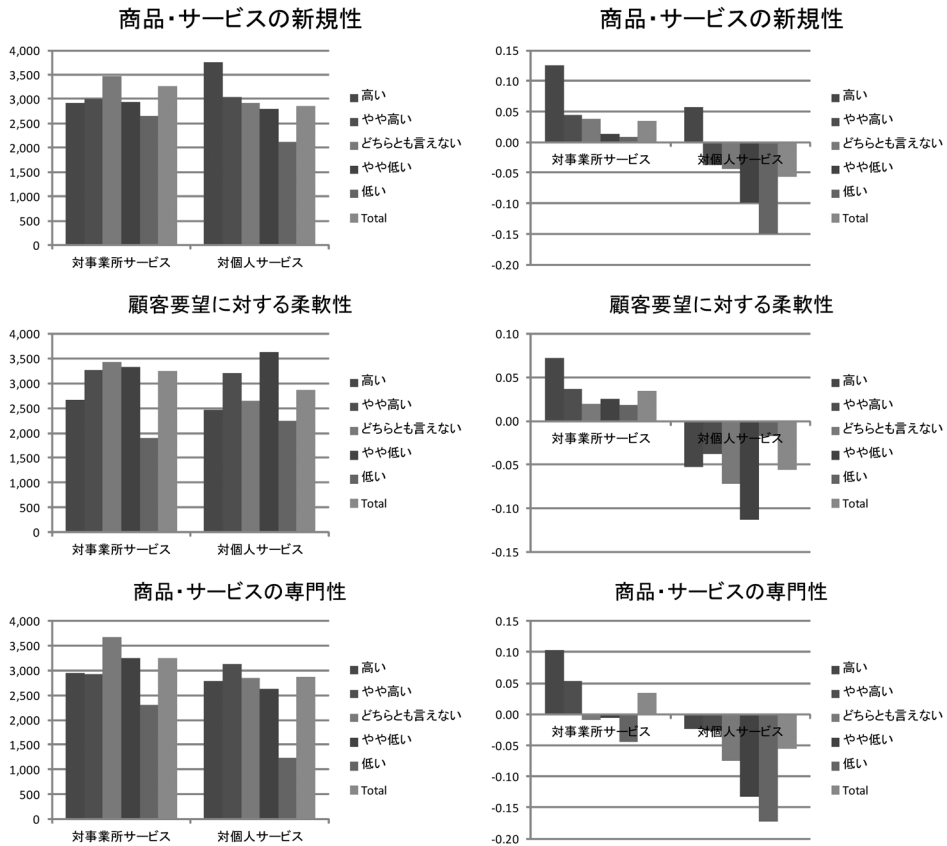 商品・サービスの新規性
4,000
3,500
3,000
2,500
2,000
1,500
1,000
500
0
対事業所サービス
対個人サービス
高い
やや高い
どちらとも言えない
やや低い
低い
Total
商品・サービスの新規性
0.15
0.10
0.05
0.00
-0.05
-0.10
-0.15
-0.20
対事業所サービス
対個人サービス
高い
やや高い
どちらとも言えない
やや低い
低い
Total
顧客要望に対する柔軟性
4,000
3,500
3,000
2,500
2,000
1,500
1,000
500
0
対事業所サービス
対個人サービス
高い
やや高い
どちらとも言えない
やや低い
低い
Total
顧客要望に対する柔軟性
0.10
0.05
0.00
-0.05
-0.10
-0.15
対事業所サービス
対個人サービス
高い
やや高い
どちらとも言えない
やや低い
低い
Total
商品・サービスの専門性
4,000
3,500
3,000
2,500
2,000
1,500
1,000
500
0
対事業所サービス
対個人サービス
高い
やや高い
どちらとも言えない
やや低い
低い
Total
商品・サービスの専門性
0.15
0.10
0.05
0.00
-0.05
-0.10
-0.15
-0.20
対事業所サービス
対個人サービス
高い
やや高い
どちらとも言えない
やや低い
低い
Total